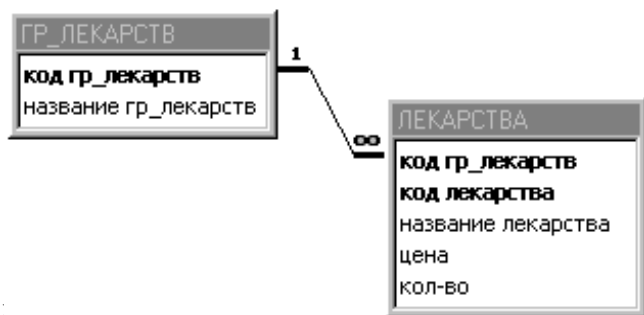 ГР_ЛЕКАРСТВ
код гр_лекарств
название гр_лекарств
1
∞
ЛЕКАРСТВА
код гр_лекарств
код лекарства
название лекарства
цена
кол-во